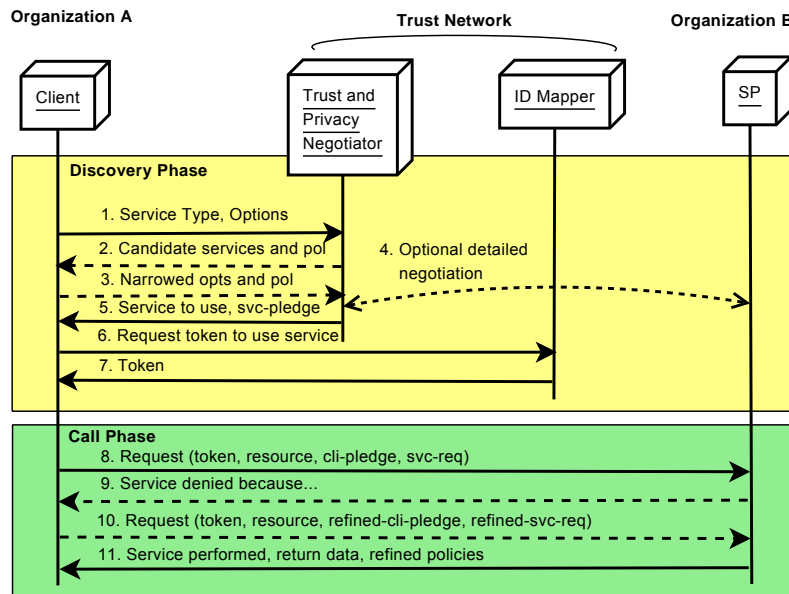 Organization A
Trust Network
Organization B
Client
Trust and
Privacy
Negotiator
ID Mapper
SP
Discovery Phase
1. Service Type, Options
2. Candidate services and pol
3. Narrowed opts and pol
4. Optional detailed
negotiation
5. Service to use, svc-pledge
6. Request token to use service
7. Token
Call Phase
8. Request (token, resource, cli-pledge, svc-req)
9. Service denied because...
10. Request (token, resource, refined-cli-pledge, refined-svc-req)
11. Service performed, return data, refined policies